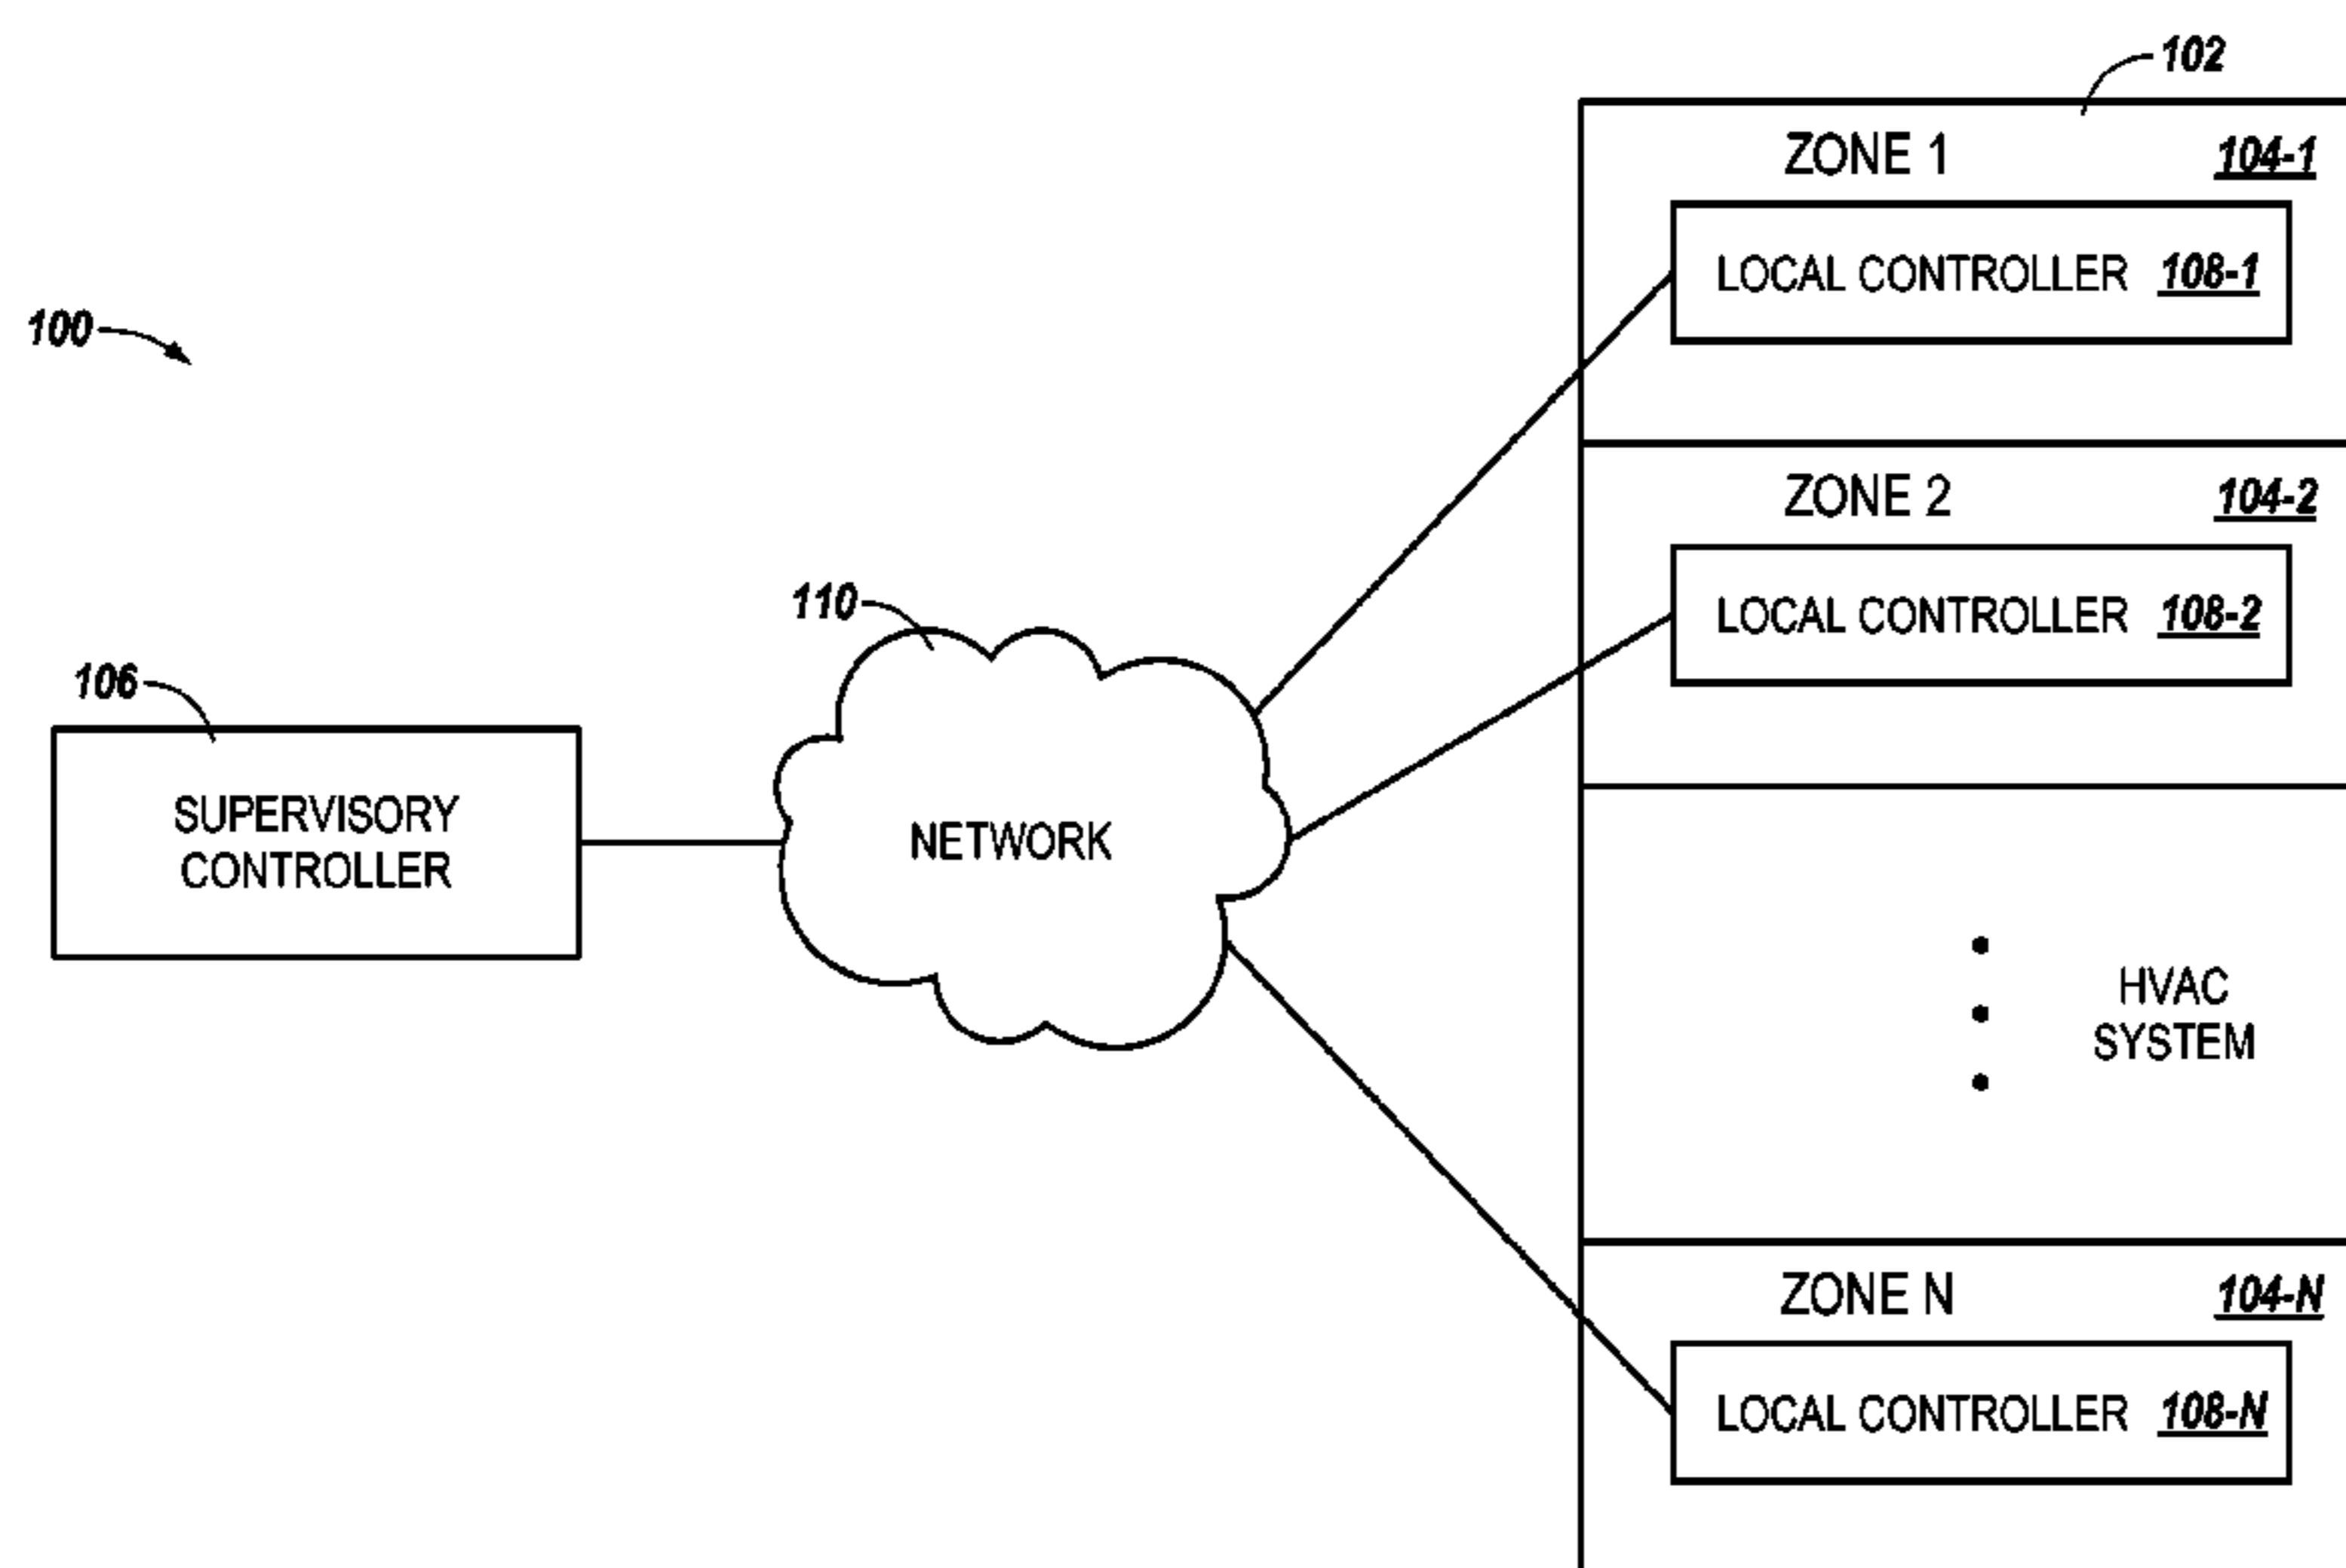 102
ZONE 1 104-1
LOCAL CONTROLLER 108-1
100
ZONE 2 104-2
110
LOCAL CONTROLLER 108-2
106
SUPERVISORY
CONTROLLER
NETWORK
HVAC
SYSTEM
ZONE N 104-N
LOCAL CONTROLLER 108-N